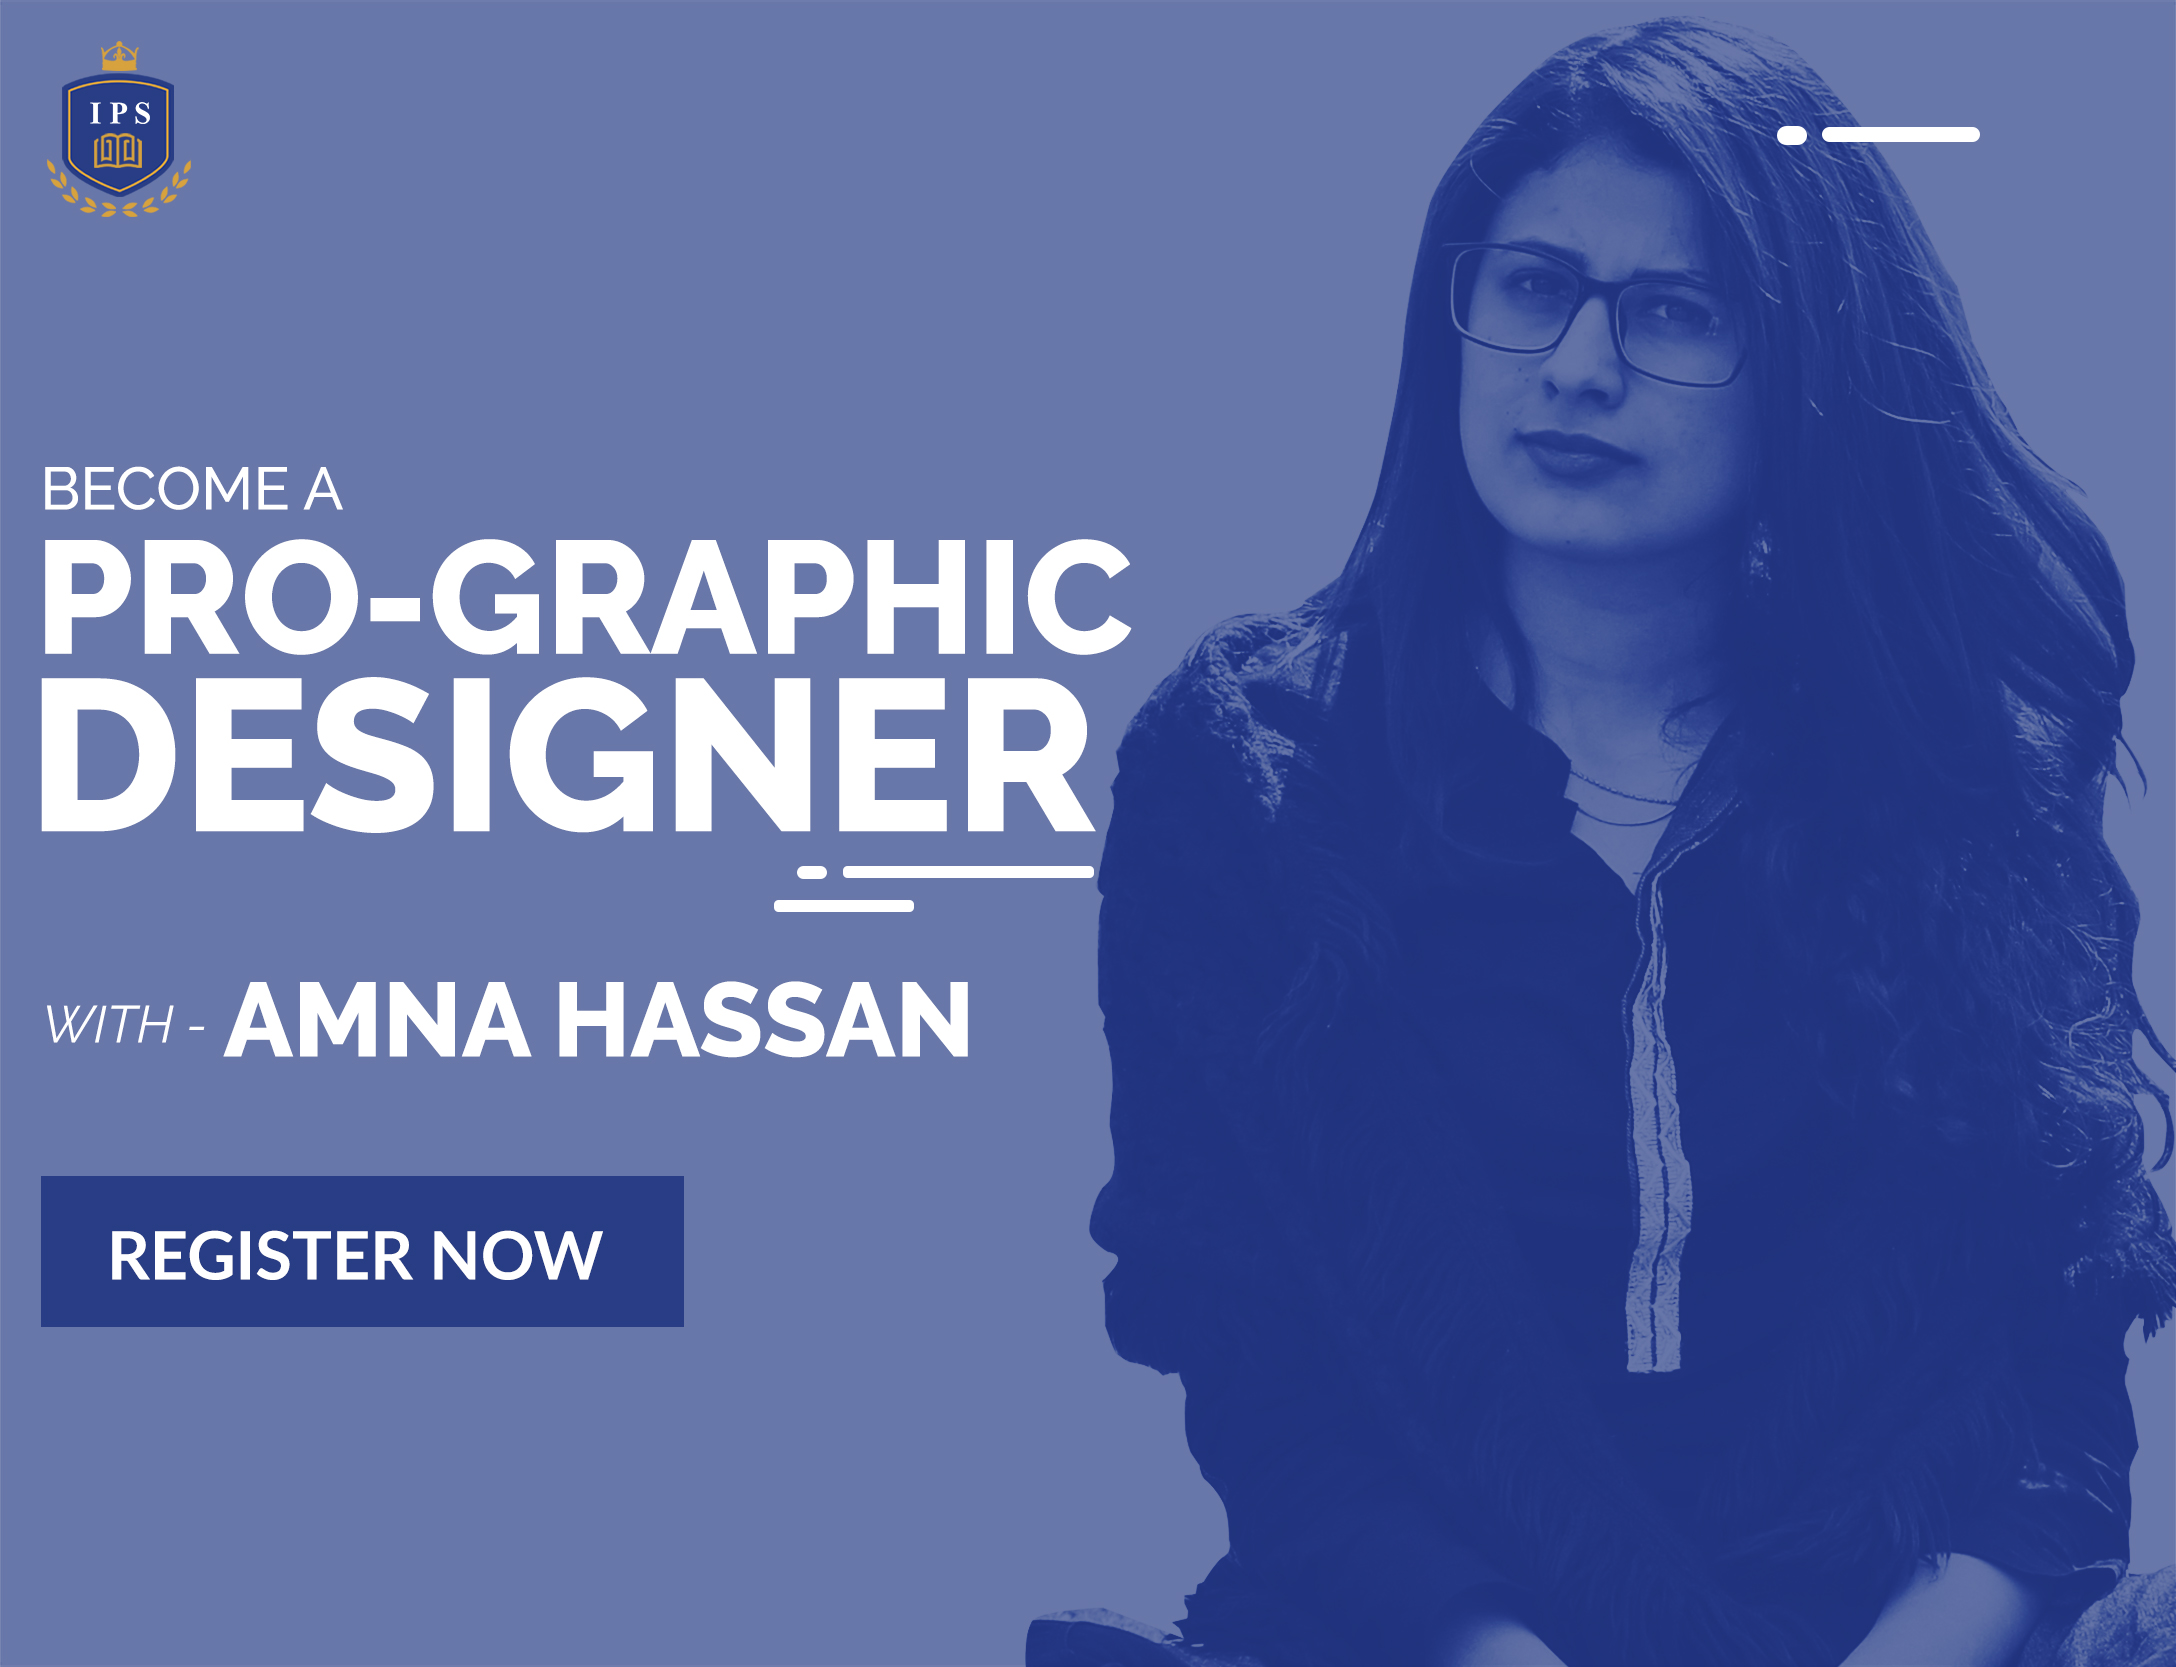 IPS
BECOME A
PRO-GRAPHIC
DESIGNER
WITH - AMNA HASSAN
REGISTER NOW